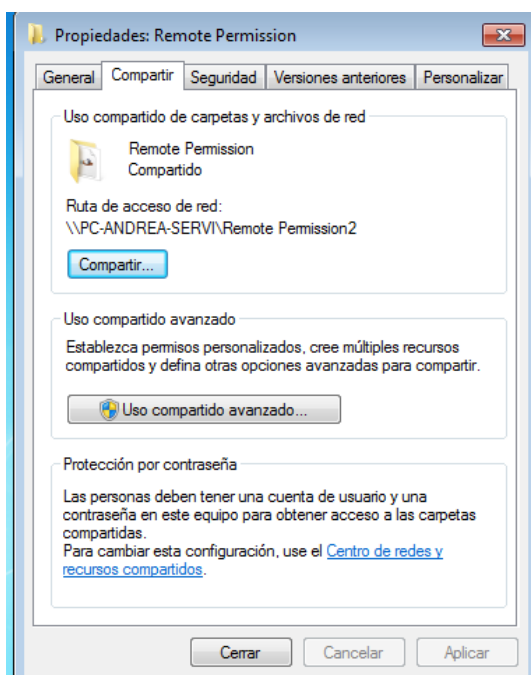 Propiedades: Remote Permission
General Compartir Seguridad Versiones anteriores Personalizar
Uso compartido de carpetas y archivos de red
Remote Permission
Compartido
Ruta de acceso de red:
\\PC-ANDREA-SERVI\Remote Permission2
Compartir...
Uso compartido avanzado
Establezca permisos personalizados, cree múltiples recursos
compartidos y defina otras opciones avanzadas para compartir.
Uso compartido avanzado...
Protección por contraseña
Las personas deben tener una cuenta de usuario y una
contraseña en este equipo para obtener acceso a las carpetas
compartidas.
Para cambiar esta configuración, use el Centro de redes y
recursos compartidos.
Cerrar Cancelar Aplicar